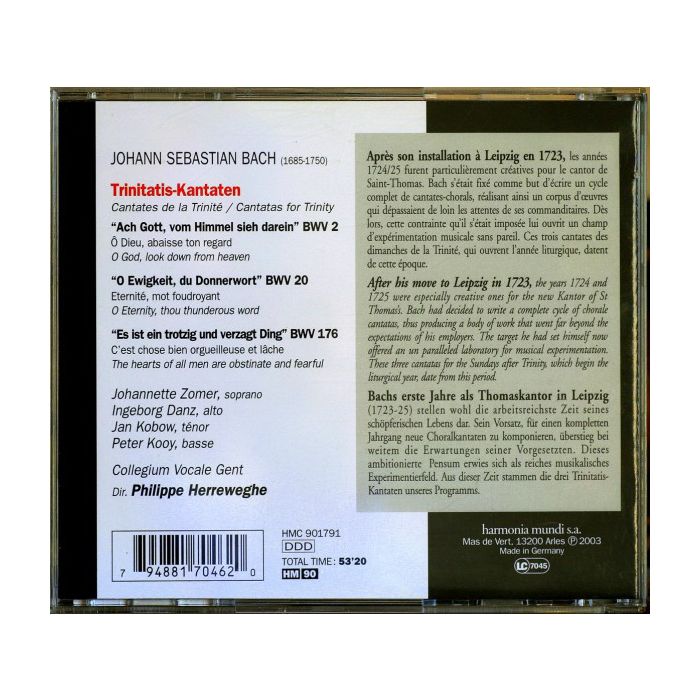 JOHANN SEBASTIAN BACH (1685-1750)
Trinitatis-Kantaten
Cantates de la Trinité / Cantatas for Trinity
“Ach Gott, vom Himmel sieh darein” BWV 2
Ô Dieu, abaisse ton regard
O God, look down from heaven
“O Ewigkeit, du Donnerwort” BWV 20
Eternité, mot foudroyant
O Eternity, thou thunderous word
“Es ist ein trotzig und verzagt Ding” BWV 176
C’est chose bien orgueilleuse et lâche
The hearts of all men are obstinate and fearful
Johannette Zomer, soprano
Ingeborg Danz, alto
Jan Kobow, ténor
Peter Kooy, basse
Collegium Vocale Gent
Dir. Philippe Herreweghe
7 94881 70462 0
HMC 901791
DDD
TOTAL TIME : 53’20
HM 90
Après son installation à Leipzig en 1723, les années
1724/25 furent particulièrement créatives pour le cantor de
Saint-Thomas. Bach s’était fixé comme but d’écrire un cycle
complet de cantates-chorals, réalisant ainsi un corpus d’œuvres
qui dépassaient de loin les attentes de ses commanditaires. Dès
lors, cette contrainte qu’il s’était imposée lui ouvrit un champ
d’expérimentation musicale sans pareil. Ces trois cantates des
dimanches de la Trinité, qui ouvrent l’année liturgique, datent
de cette époque.
After his move to Leipzig in 1723, the years 1724 and
1725 were especially creative ones for the new Kantor of St
Thomas’s. Bach had decided to write a complete cycle of chorale
cantatas, thus producing a body of work that went far beyond the
expectations of his employers. The target he had set himself now
offered an un paralleled laboratory for musical experimentation.
These three cantatas for the Sundays after Trinity, which begin the
liturgical year, date from this period.
Bachs erste Jahre als Thomaskantor in Leipzig
(1723-25) stellen wohl die arbeitsreichste Zeit seines
schöpferischen Lebens dar. Sein Vorsatz, für einen kompletten
Jahrgang neue Choralkantaten zu komponieren, überstieg bei
weitem die Erwartungen seiner Vorgesetzten. Dieses
ambitionierte Pensum erwies sich als reiches musikalisches
Experimentierfeld. Aus dieser Zeit stammen die drei Trinitatis-
Kantaten unseres Programms.
harmonia mundi s.a.
Mas de Vert, 13200 Arles ℗ 2003
Made in Germany
LC 7045